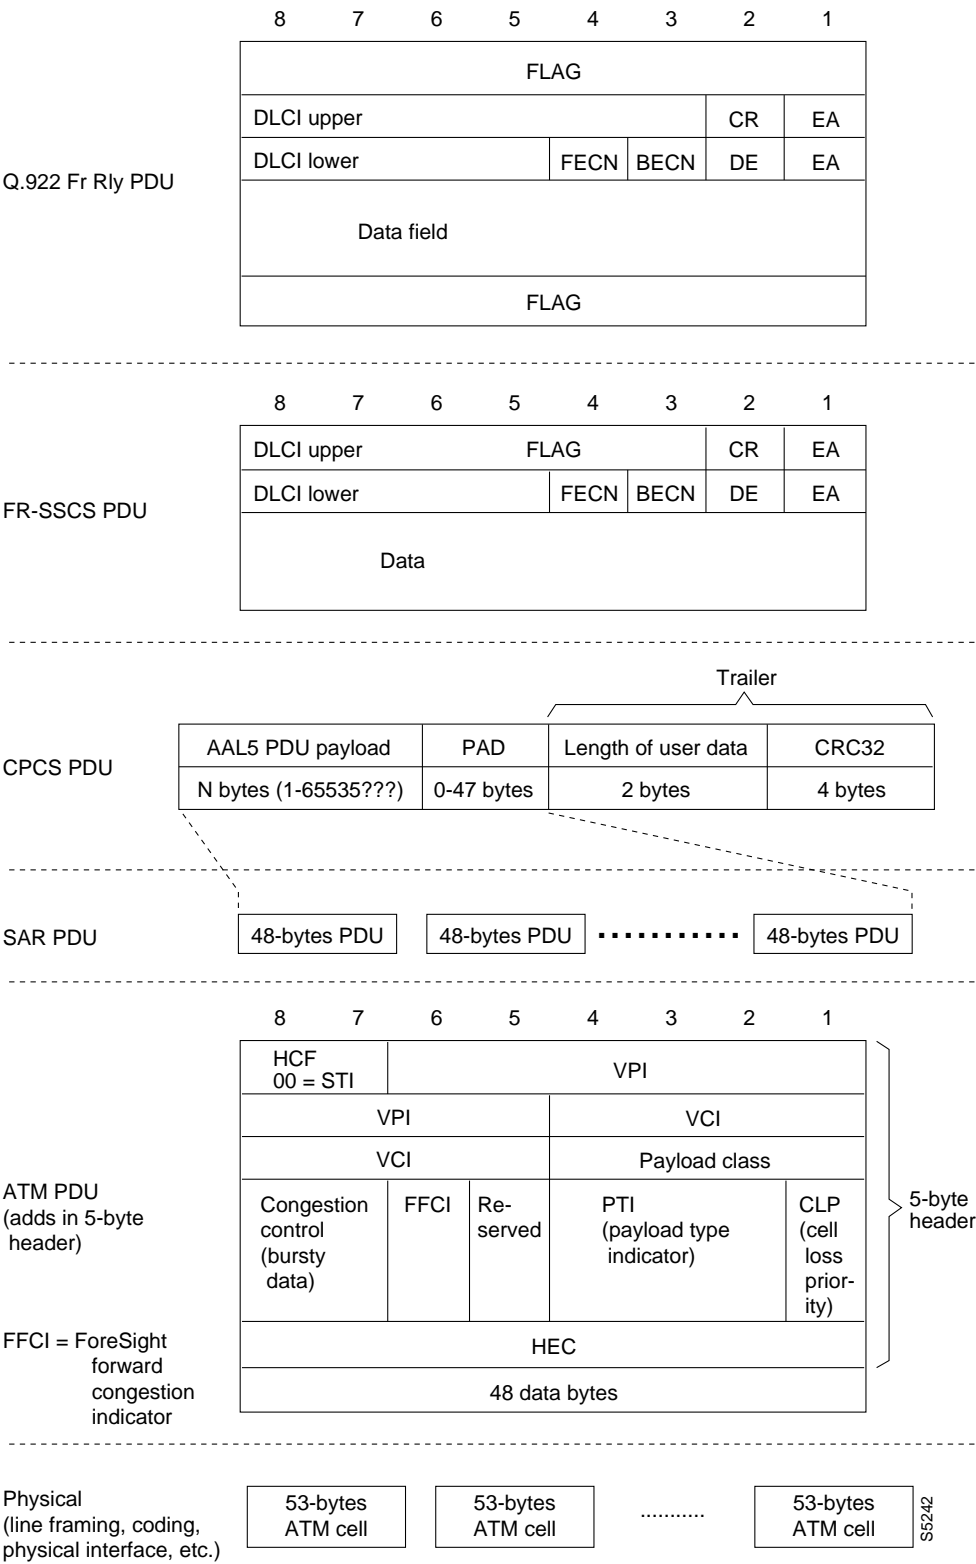 8 7 6 5 4 3 2 1
FLAG
DLCI upper CR EA
DLCI lower FECN BECN DE EA
Q.922 Fr Rly PDU
Data field
FLAG
8 7 6 5 4 3 2 1
DLCI upper FLAG CR EA
DLCI lower FECN BECN DE EA
FR-SSCS PDU
Data
Trailer
CPCS PDU
AAL5 PDU payload PAD Length of user data CRC32
N bytes (1-65535???) 0-47 bytes 2 bytes 4 bytes
SAR PDU
48-bytes PDU 48-bytes PDU 48-bytes PDU
8 7 6 5 4 3 2 1
HCF
00 = STI
VPI
VPI VCI
VCI Payload class
ATM PDU
(adds in 5-byte
header)
Congestion
control
(bursty
data)
FFCI
Re-
served
PTI
(payload type
indicator)
CLP
(cell
loss
prior-
ity)
5-byte
header
FFCI = ForeSight
forward
congestion
indicator
HEC
48 data bytes
Physical
(line framing, coding,
physical interface, etc.)
53-bytes
ATM cell
53-bytes
ATM cell
...........
53-bytes
ATM cell
S5242